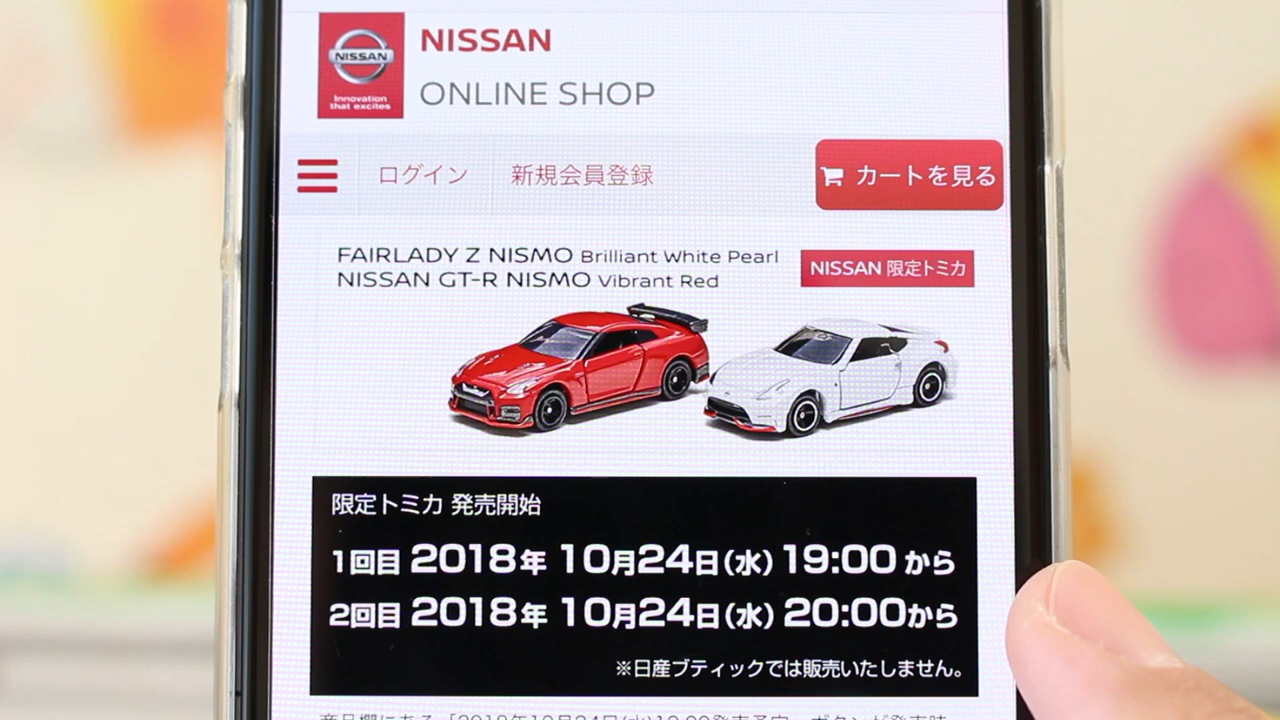 NISSAN
Innovation
that excites
NISSAN
ONLINE SHOP
ログイン
新規会員登録
カートを見る
FAIRLADY Z NISMO Brilliant White Pearl
NISSAN GT-R NISMO Vibrant Red
NISSAN 限定トミカ
限定トミカ 発売開始
1回目 2018年 10月24日(水) 19:00 から
2回目 2018年 10月24日(水) 20:00から
※日産ブティックでは販売いたしません。